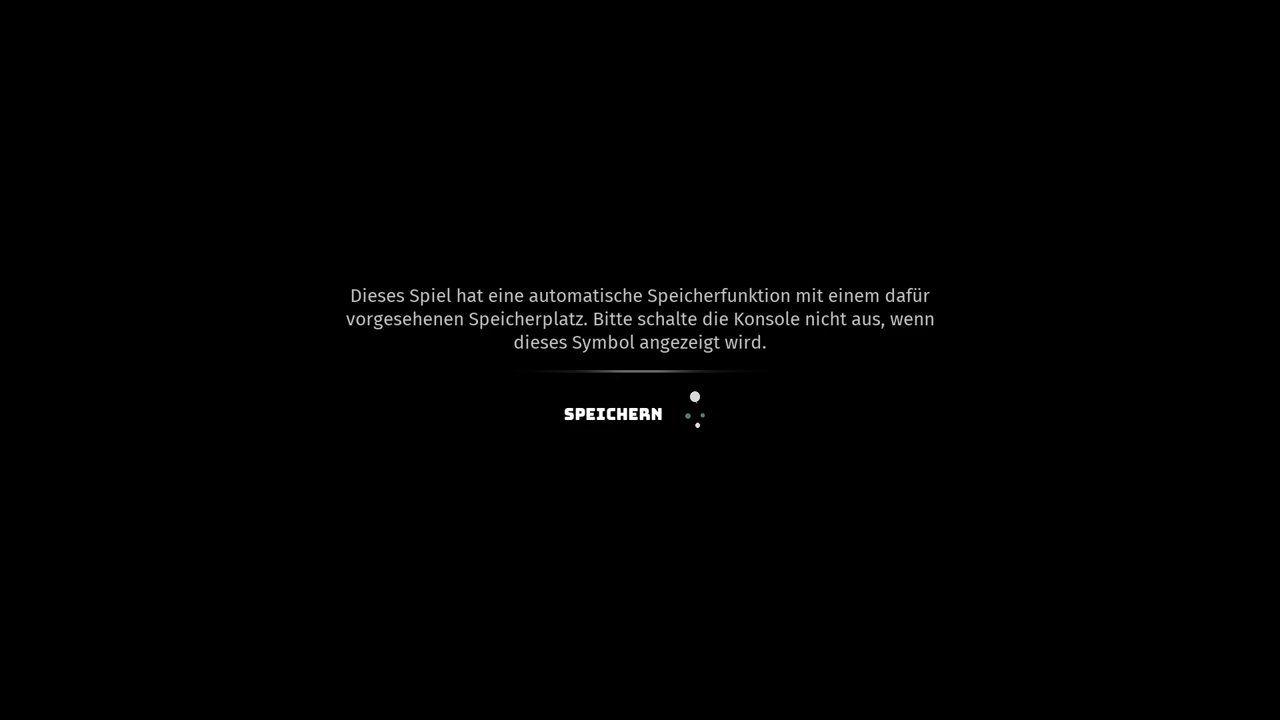 Dieses Spiel hat eine automatische Speicherfunktion mit einem dafür
vorgesehenen Speicherplatz. Bitte schalte die Konsole nicht aus, wenn
dieses Symbol angezeigt wird.
SPEICHERN